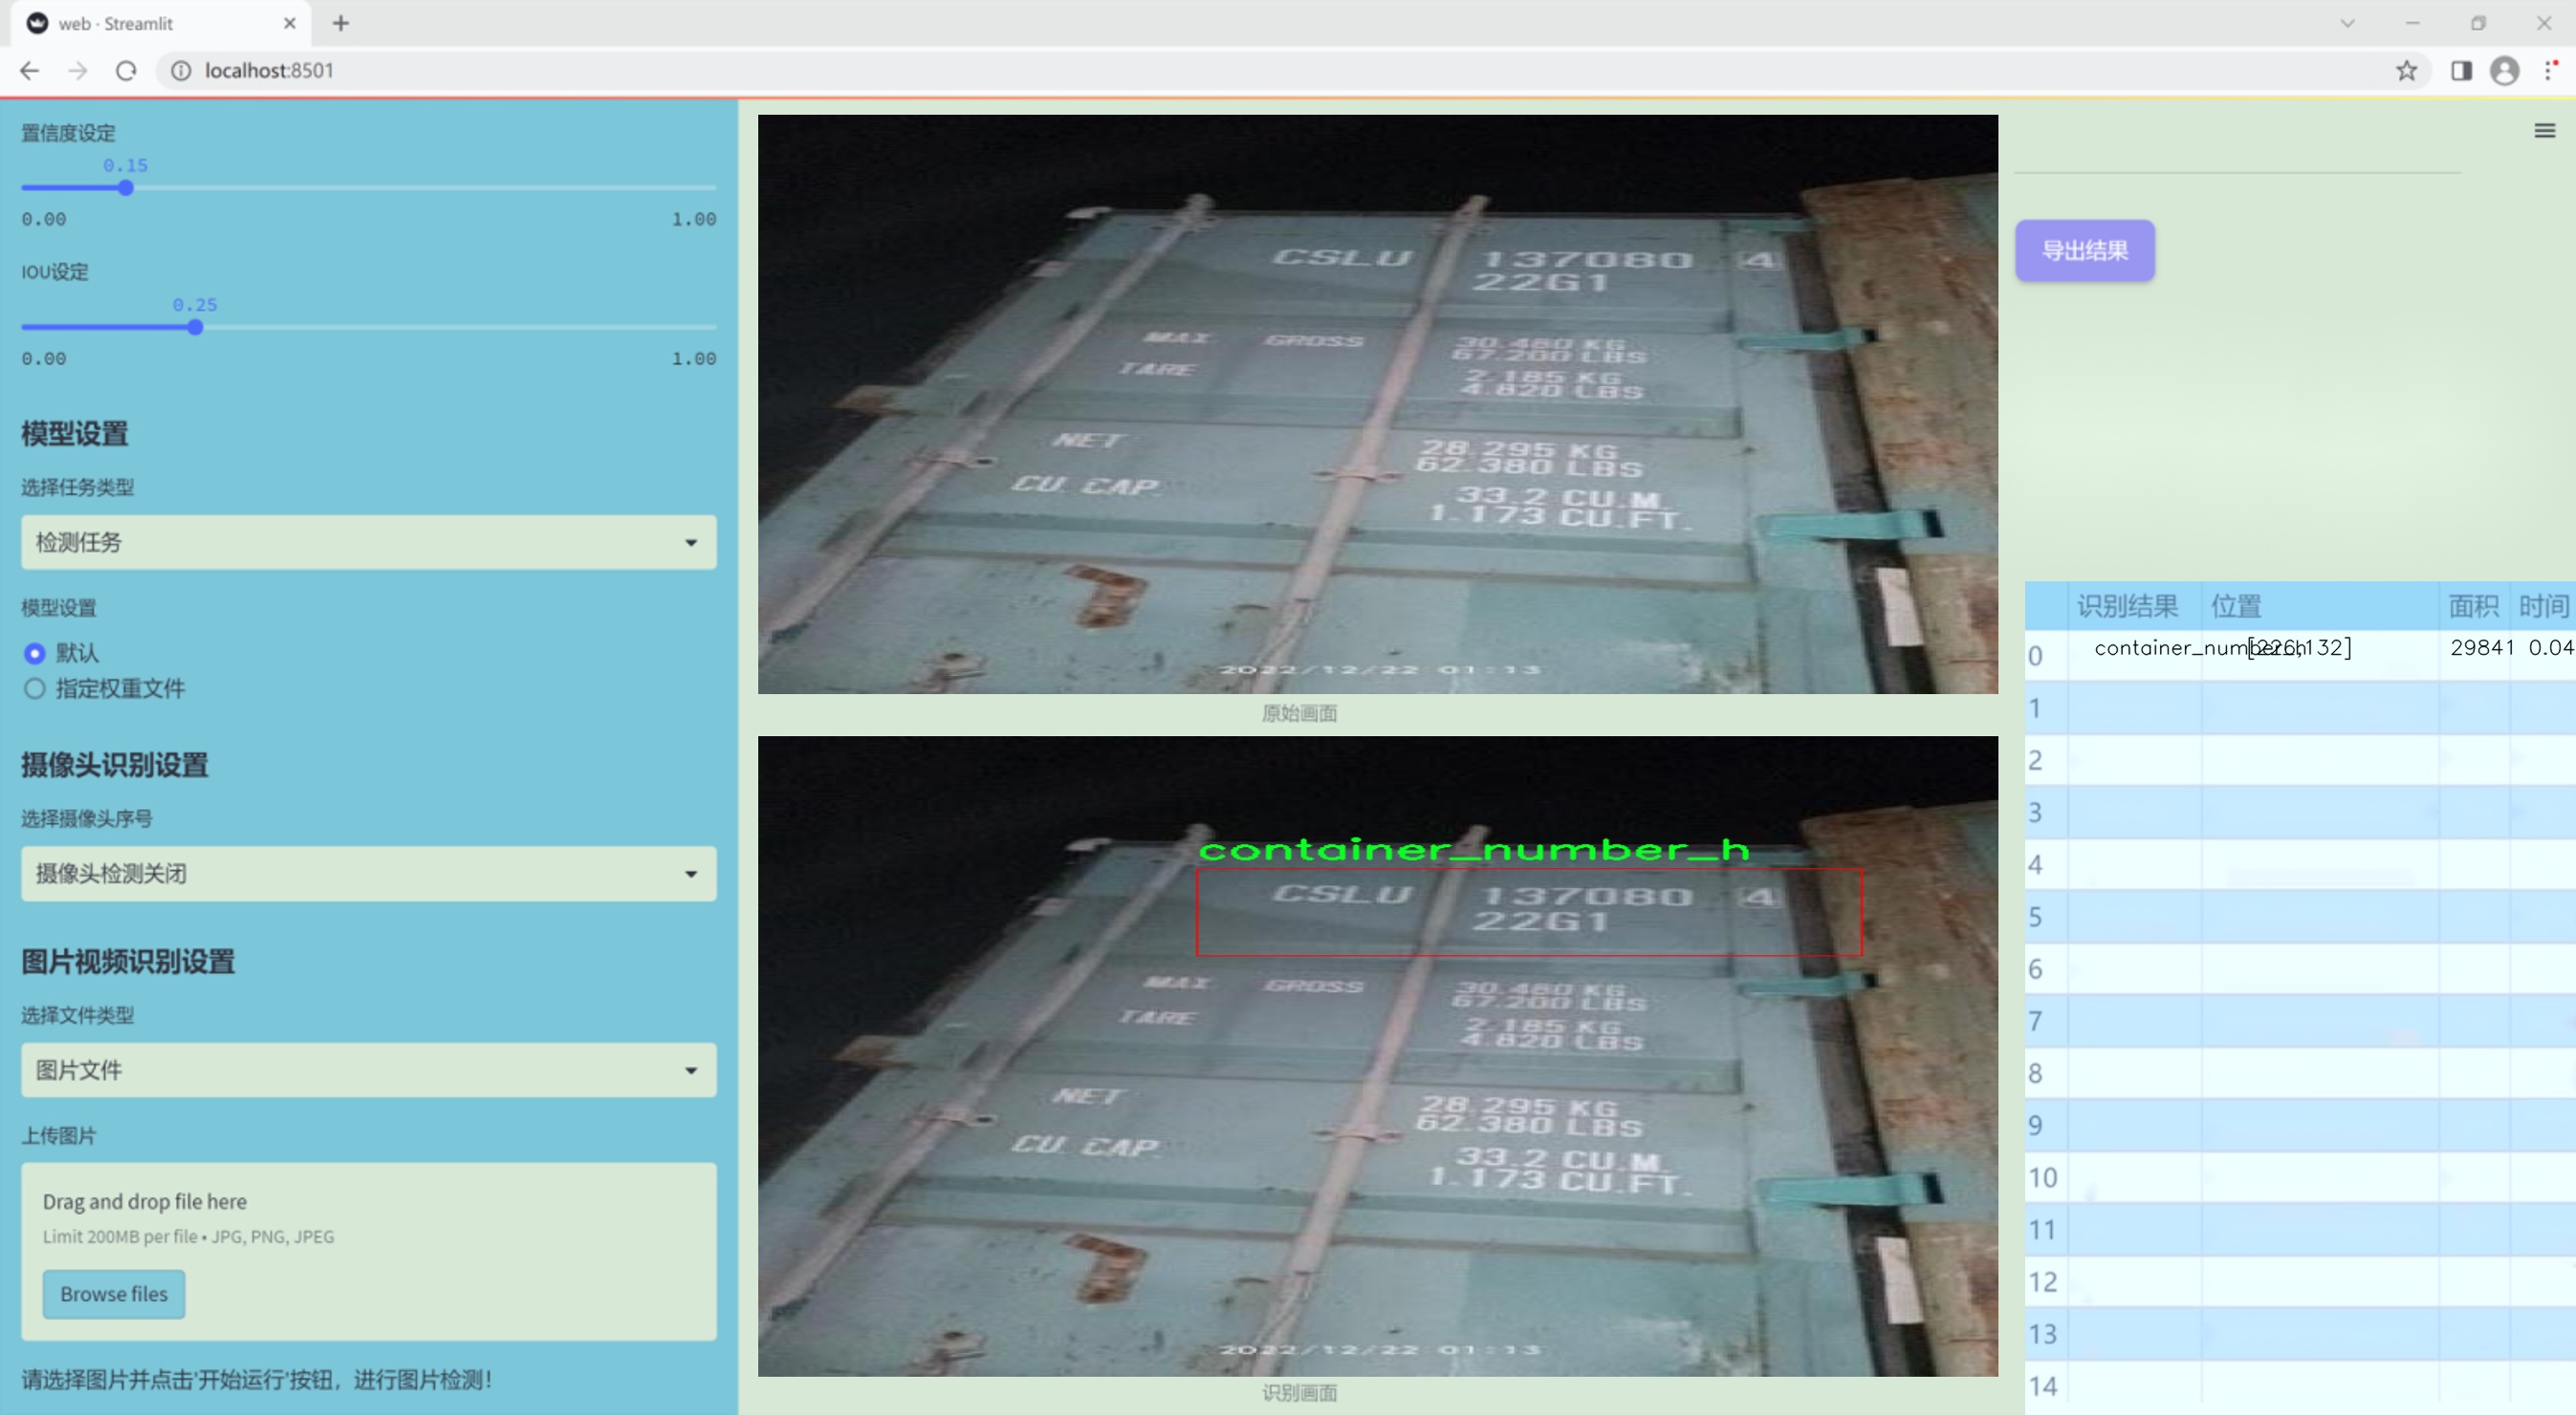 web · Streamlit
localhost:8501
置信度设定
0.15
0.00 1.00
IOU设定
0.25
0.00 1.00
模型设置
选择任务类型
检测任务
模型设置
默认
指定权重文件
摄像头识别设置
选择摄像头序号
摄像头检测关闭
图片视频识别设置
选择文件类型
图片文件
上传图片
Drag and drop file here
Limit 200MB per file • JPG, PNG, JPEG
Browse files
请选择图片并点击'开始运行'按钮，进行图片检测！
CSLU 137080 4
22G1
MAX GROSS 30.480 KG
67.200 LBS
TARE 2.185 KG
4.820 LBS
NET 28.295 KG
62.380 LBS
CU. CAP. 33.2 CU.M.
1.173 CU.FT.
2022/12/22 01:13
原始画面
container_number_h
CSLU 137080 4
22G1
MAX GROSS 30.480 KG
67.200 LBS
TARE 2.185 KG
4.820 LBS
NET 28.295 KG
62.380 LBS
CU. CAP. 33.2 CU.M.
1.173 CU.FT.
2022/12/22 01:13
识别画面
导出结果
识别结果 位置 面积 时间
0 container_number_h [226,132] 29841 0.04
1
2
3
4
5
6
7
8
9
10
11
12
13
14